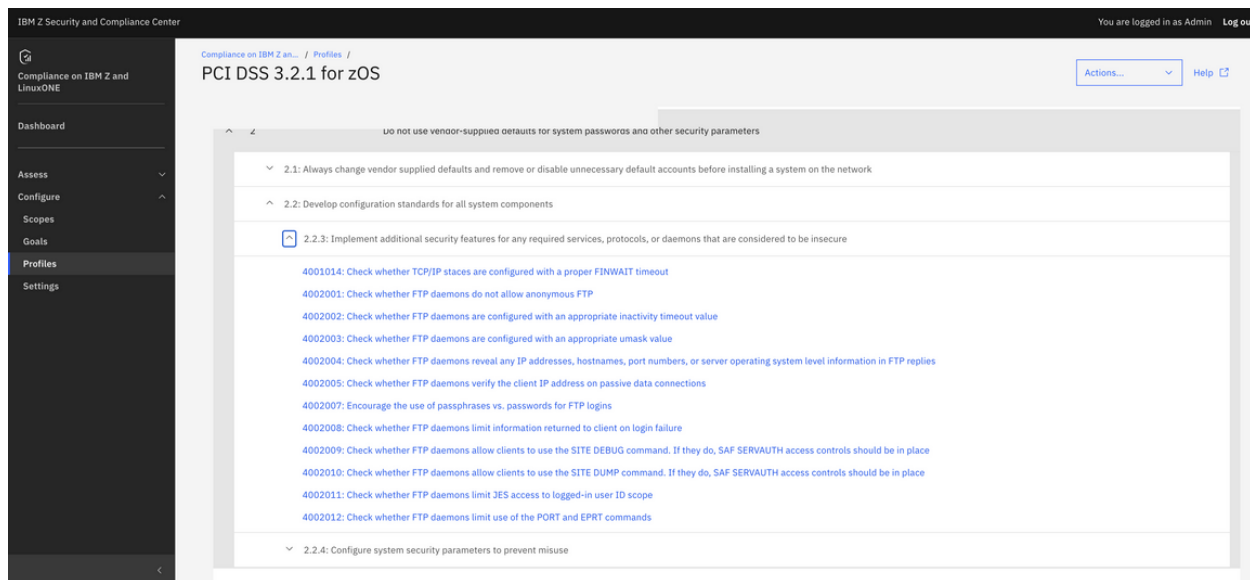 IBM Z Security and Compliance Center
You are logged in as Admin Log ou
Compliance on IBM Z and
LinuxONE
Dashboard
Assess
Configure
Scopes
Goals
Profiles
Settings
Compliance on IBM Z an... / Profiles /
PCI DSS 3.2.1 for zOS
Actions...
Help
2 Do not use vendor-supplied defaults for system passwords and other security parameters
2.1: Always change vendor supplied defaults and remove or disable unnecessary default accounts before installing a system on the network
2.2: Develop configuration standards for all system components
2.2.3: Implement additional security features for any required services, protocols, or daemons that are considered to be insecure
4001014: Check whether TCP/IP staces are configured with a proper FINWAIT timeout
4002001: Check whether FTP daemons do not allow anonymous FTP
4002002: Check whether FTP daemons are configured with an appropriate inactivity timeout value
4002003: Check whether FTP daemons are configured with an appropriate umask value
4002004: Check whether FTP daemons reveal any IP addresses, hostnames, port numbers, or server operating system level information in FTP replies
4002005: Check whether FTP daemons verify the client IP address on passive data connections
4002007: Encourage the use of passphrases vs. passwords for FTP logins
4002008: Check whether FTP daemons limit information returned to client on login failure
4002009: Check whether FTP daemons allow clients to use the SITE DEBUG command. If they do, SAF SERVAUTH access controls should be in place
4002010: Check whether FTP daemons allow clients to use the SITE DUMP command. If they do, SAF SERVAUTH access controls should be in place
4002011: Check whether FTP daemons limit JES access to logged-in user ID scope
4002012: Check whether FTP daemons limit use of the PORT and EPRT commands
2.2.4: Configure system security parameters to prevent misuse